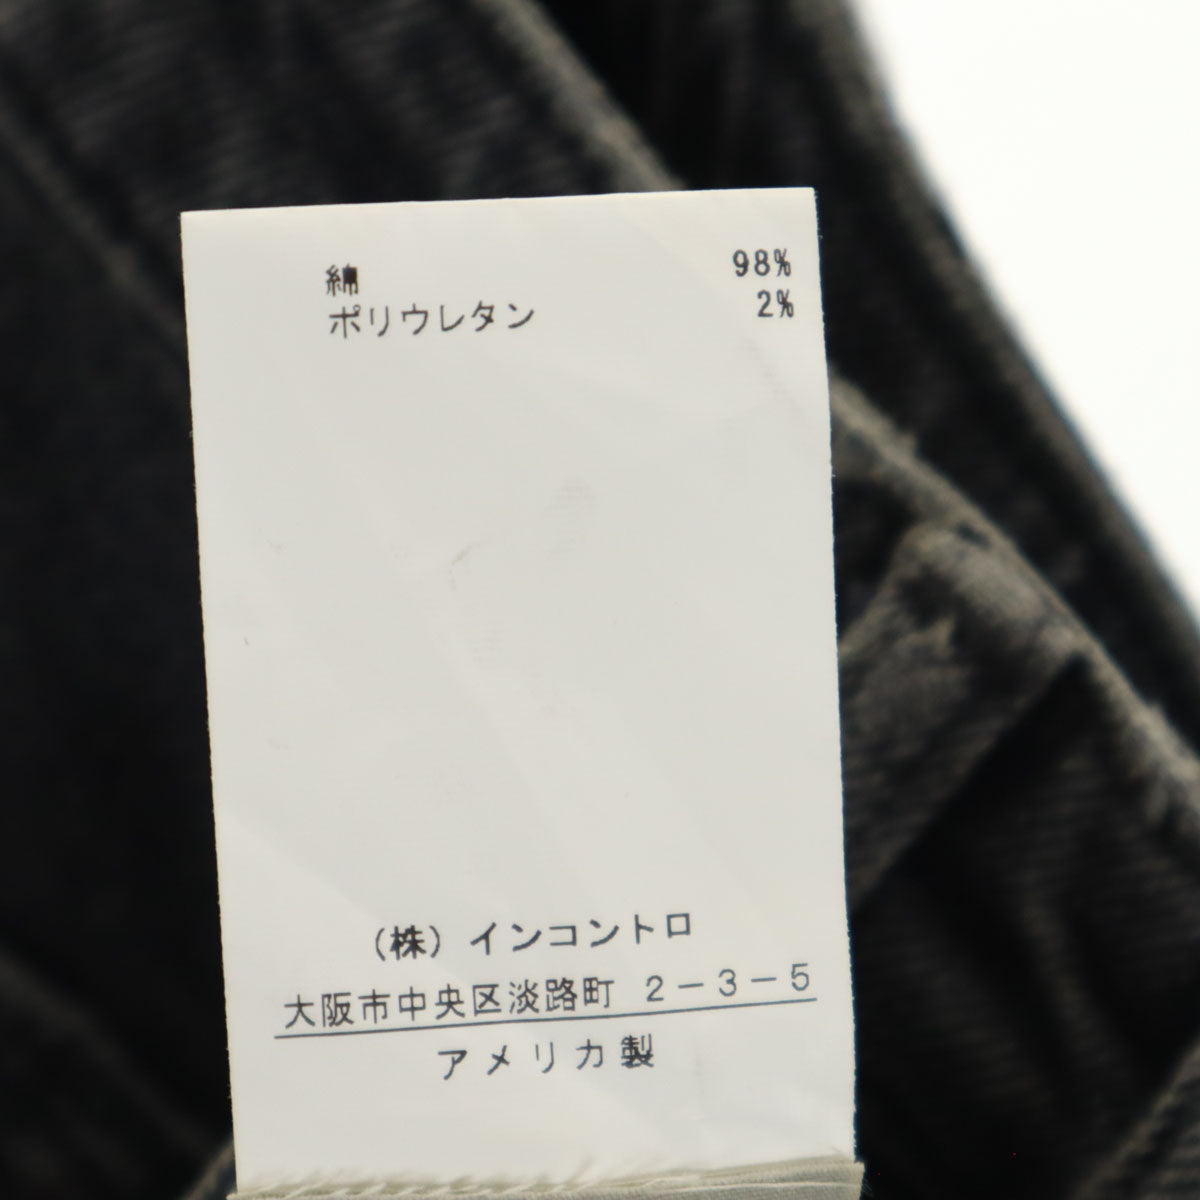 綿 98%
ポリウレタン 2%
(株) インコントロ
大阪市中央区淡路町 2-3-5
アメリカ製